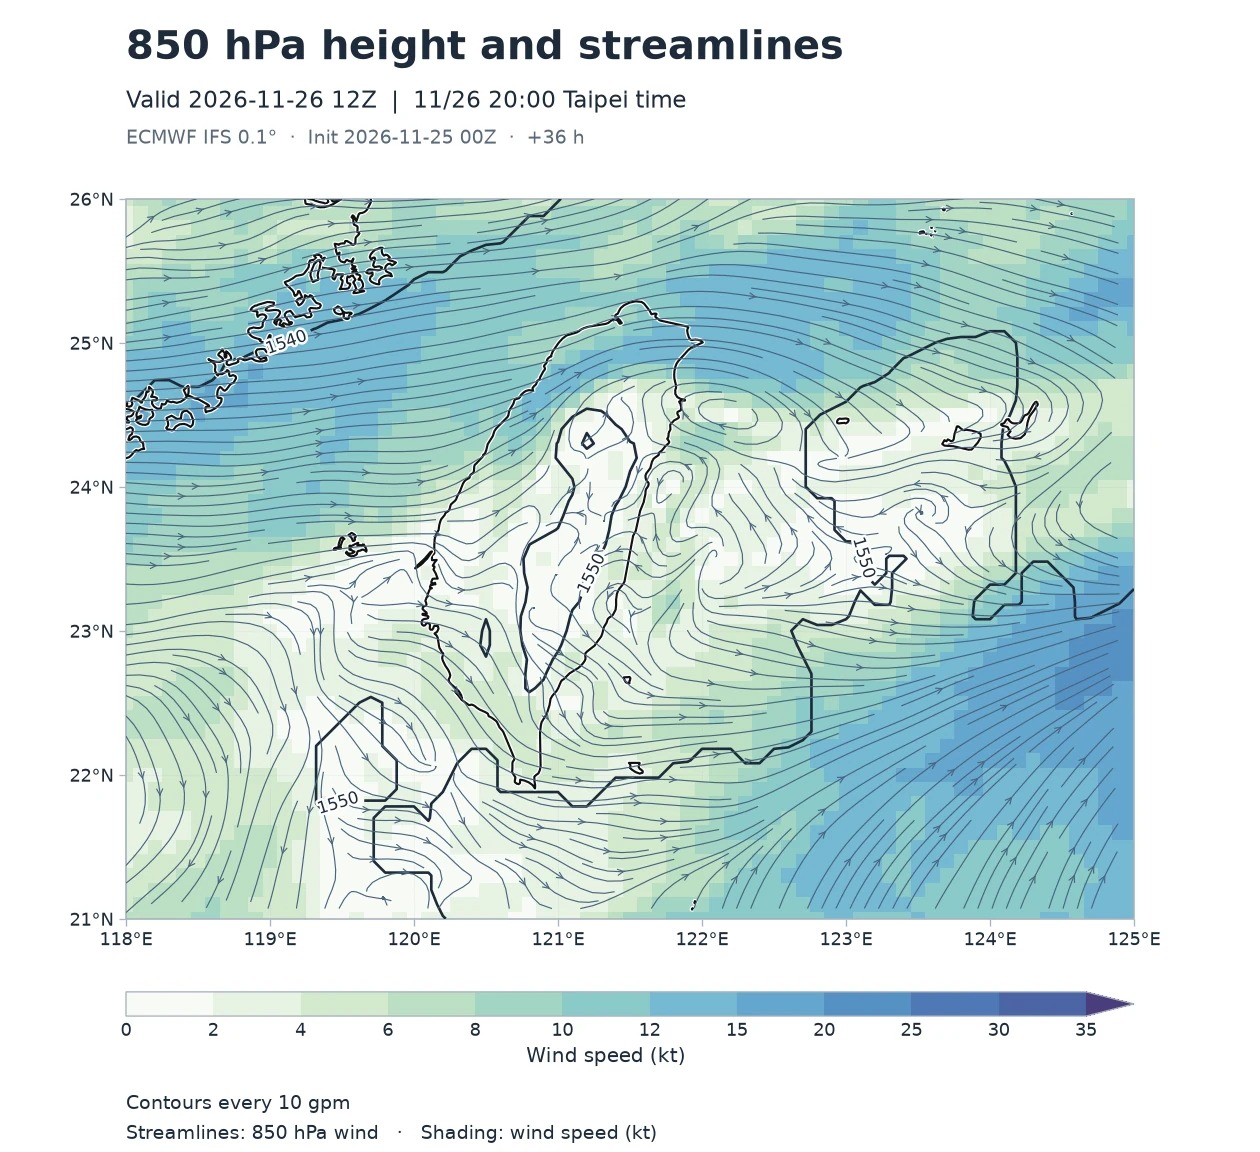 850 hPa height and streamlines
Valid 2026-11-26 12Z | 11/26 20:00 Taipei time
ECMWF IFS 0.1° · Init 2026-11-25 00Z · +36 h
26°N
25°N
24°N
23°N
22°N
21°N
1540
1550
1550
1550
118°E 119°E 120°E 121°E 122°E 123°E 124°E 125°E
0 2 4 6 8 10 12 15 20 25 30 35
Wind speed (kt)
Contours every 10 gpm
Streamlines: 850 hPa wind · Shading: wind speed (kt)